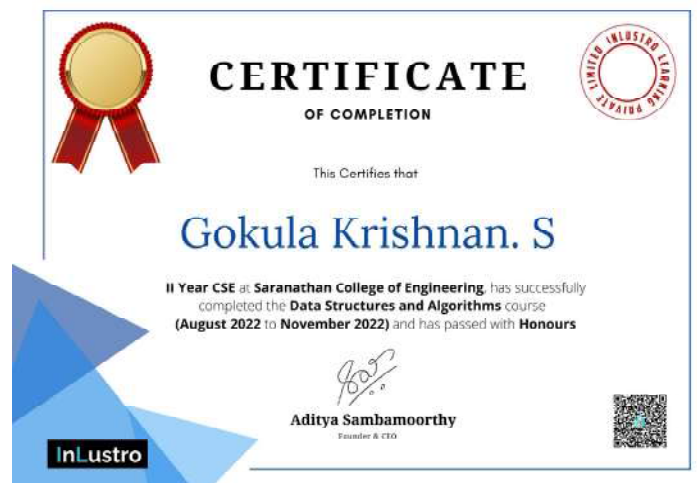 CERTIFICATE
OF COMPLETION
INLUSTRO LEARNING PRIVATE LIMITED
This Certifies that
Gokula Krishnan. S
II Year CSE at Saranathan College of Engineering, has successfully
completed the Data Structures and Algorithms course
(August 2022 to November 2022) and has passed with Honours
Aditya Sambamoorthy
Founder & CEO
InLustro